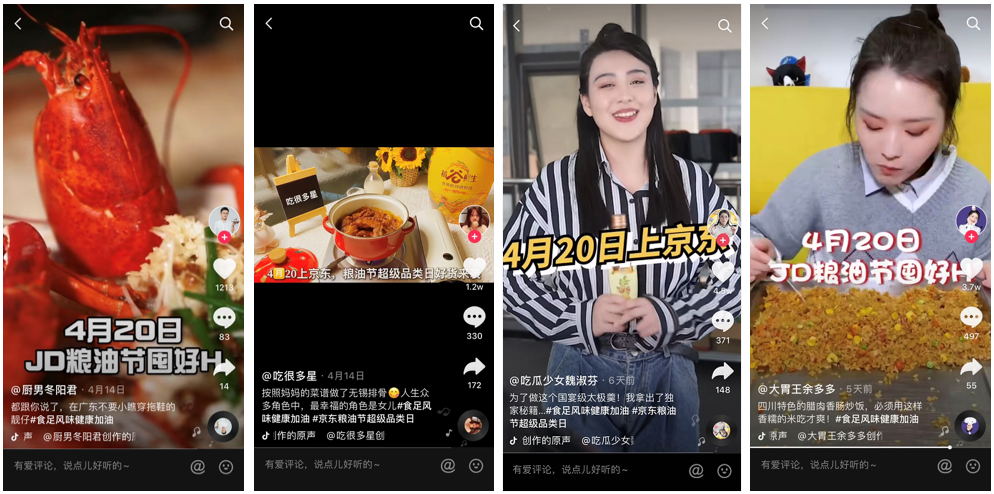 4月20日
JD粮油节囤好H
1213
83
14
@厨男冬阳君 · 4月14日
都跟你说了，在广东不要小瞧穿拖鞋的
靓仔#食足风味健康加油
声 @厨男冬阳君创作的
有爱评论，说点儿好听的~
吃很多星
4月20上京东，粮油节超级品类日好货来
1.2w
330
172
@吃很多星 · 4月14日
按照妈妈的菜谱做了无锡排骨😋人生众
多角色中，最幸福的角色是女儿#食足风
味健康加油 #京东粮油节超级品类日
创作的原声 @吃很多星创
有爱评论，说点儿好听的~
4月20日上京东
371
148
@吃瓜少女魏淑芬 · 6天前
为了做这个国宴级大极羹！我拿出了独
家秘籍...#食足风味健康加油 #京东粮油
节超级品类日
创作的原声 @吃瓜少女
有爱评论，说点儿好听的~
4月20日
JD粮油节囤好H
3.7w
497
55
@大胃王余多多 · 5天前
四川特色的腊肉香肠炒饭，必须用这样
香糯的米吃才爽！#食足风味健康加油
原声 @大胃王余多多创作
有爱评论，说点儿好听的~